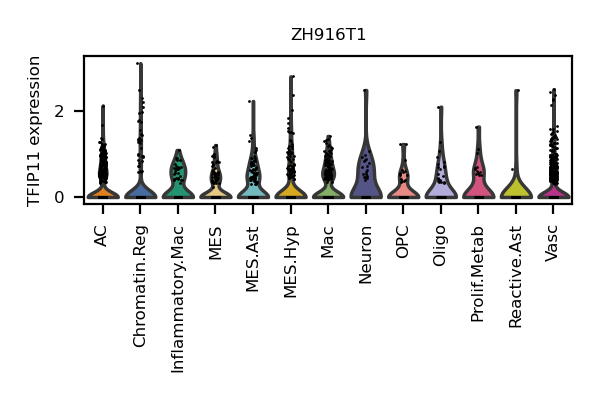 ZH916T1
TFIP11 expression
2
0
AC
Chromatin.Reg
Inflammatory.Mac
MES
MES.Ast
MES.Hyp
Mac
Neuron
OPC
Oligo
Prolif.Metab
Reactive.Ast
Vasc